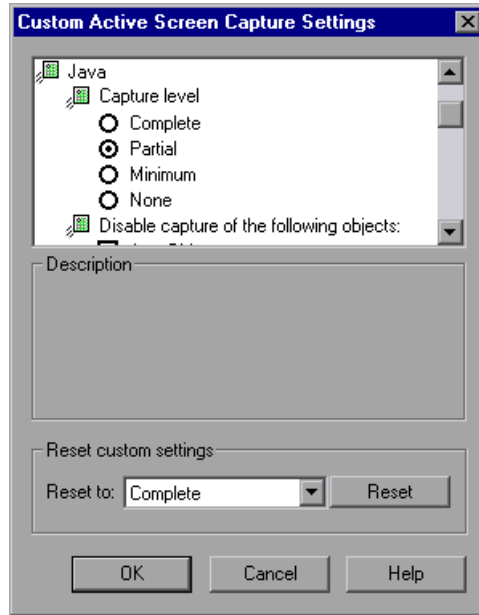 Custom Active Screen Capture Settings
Java
Capture level
Complete
Partial
Minimum
None
Disable capture of the following objects:
Description
Reset custom settings
Reset to: Complete Reset
OK Cancel Help